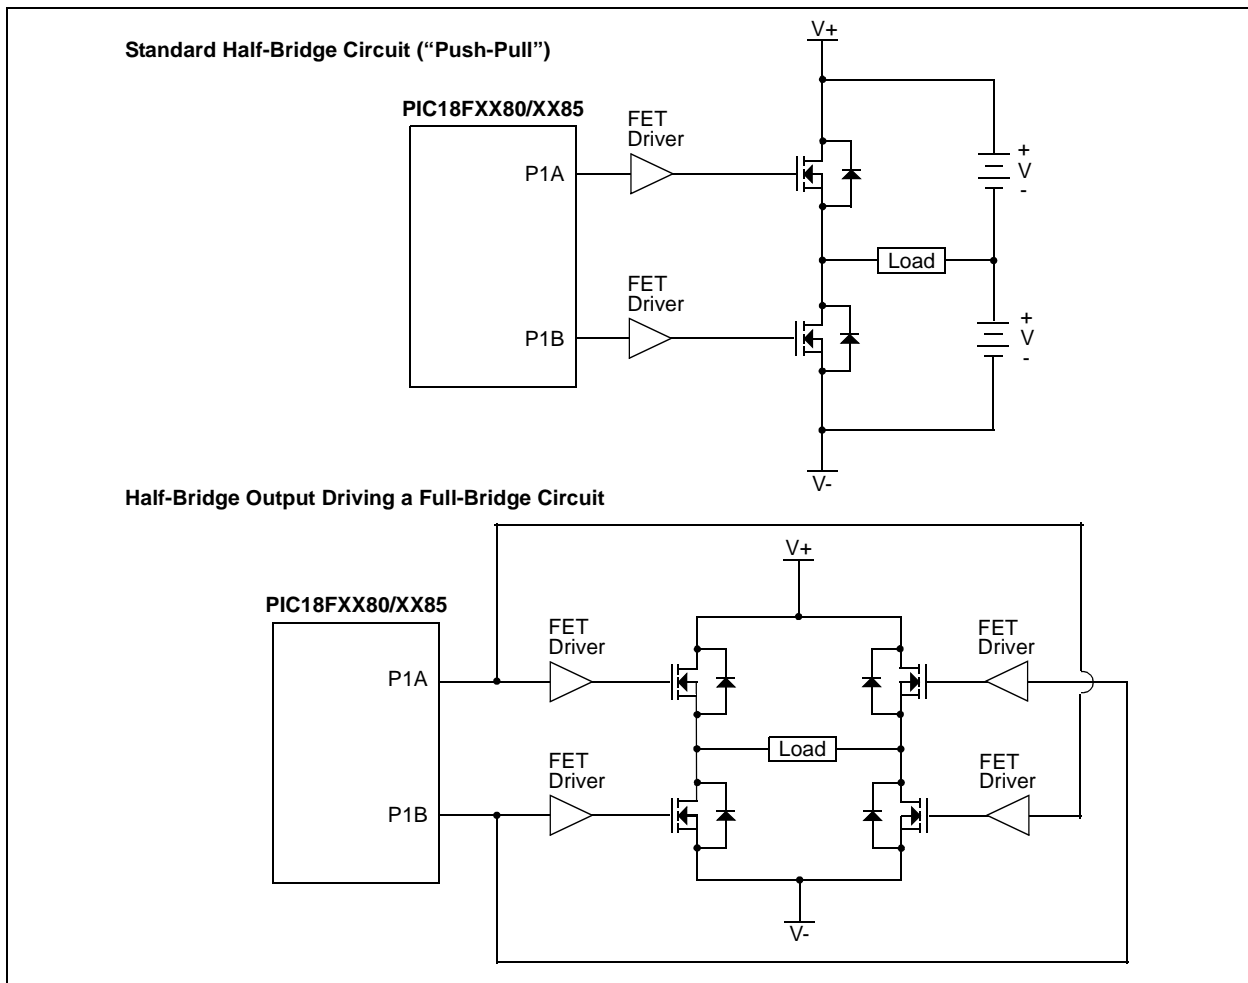 Standard Half-Bridge Circuit (“Push-Pull”)
V+
PIC18FXX80/XX85
FET
Driver
P1A
+
V
-
Load
FET
Driver
P1B
+
V
-
V-
Half-Bridge Output Driving a Full-Bridge Circuit
V+
PIC18FXX80/XX85
FET
Driver
FET
Driver
P1A
Load
FET
Driver
FET
Driver
P1B
V-